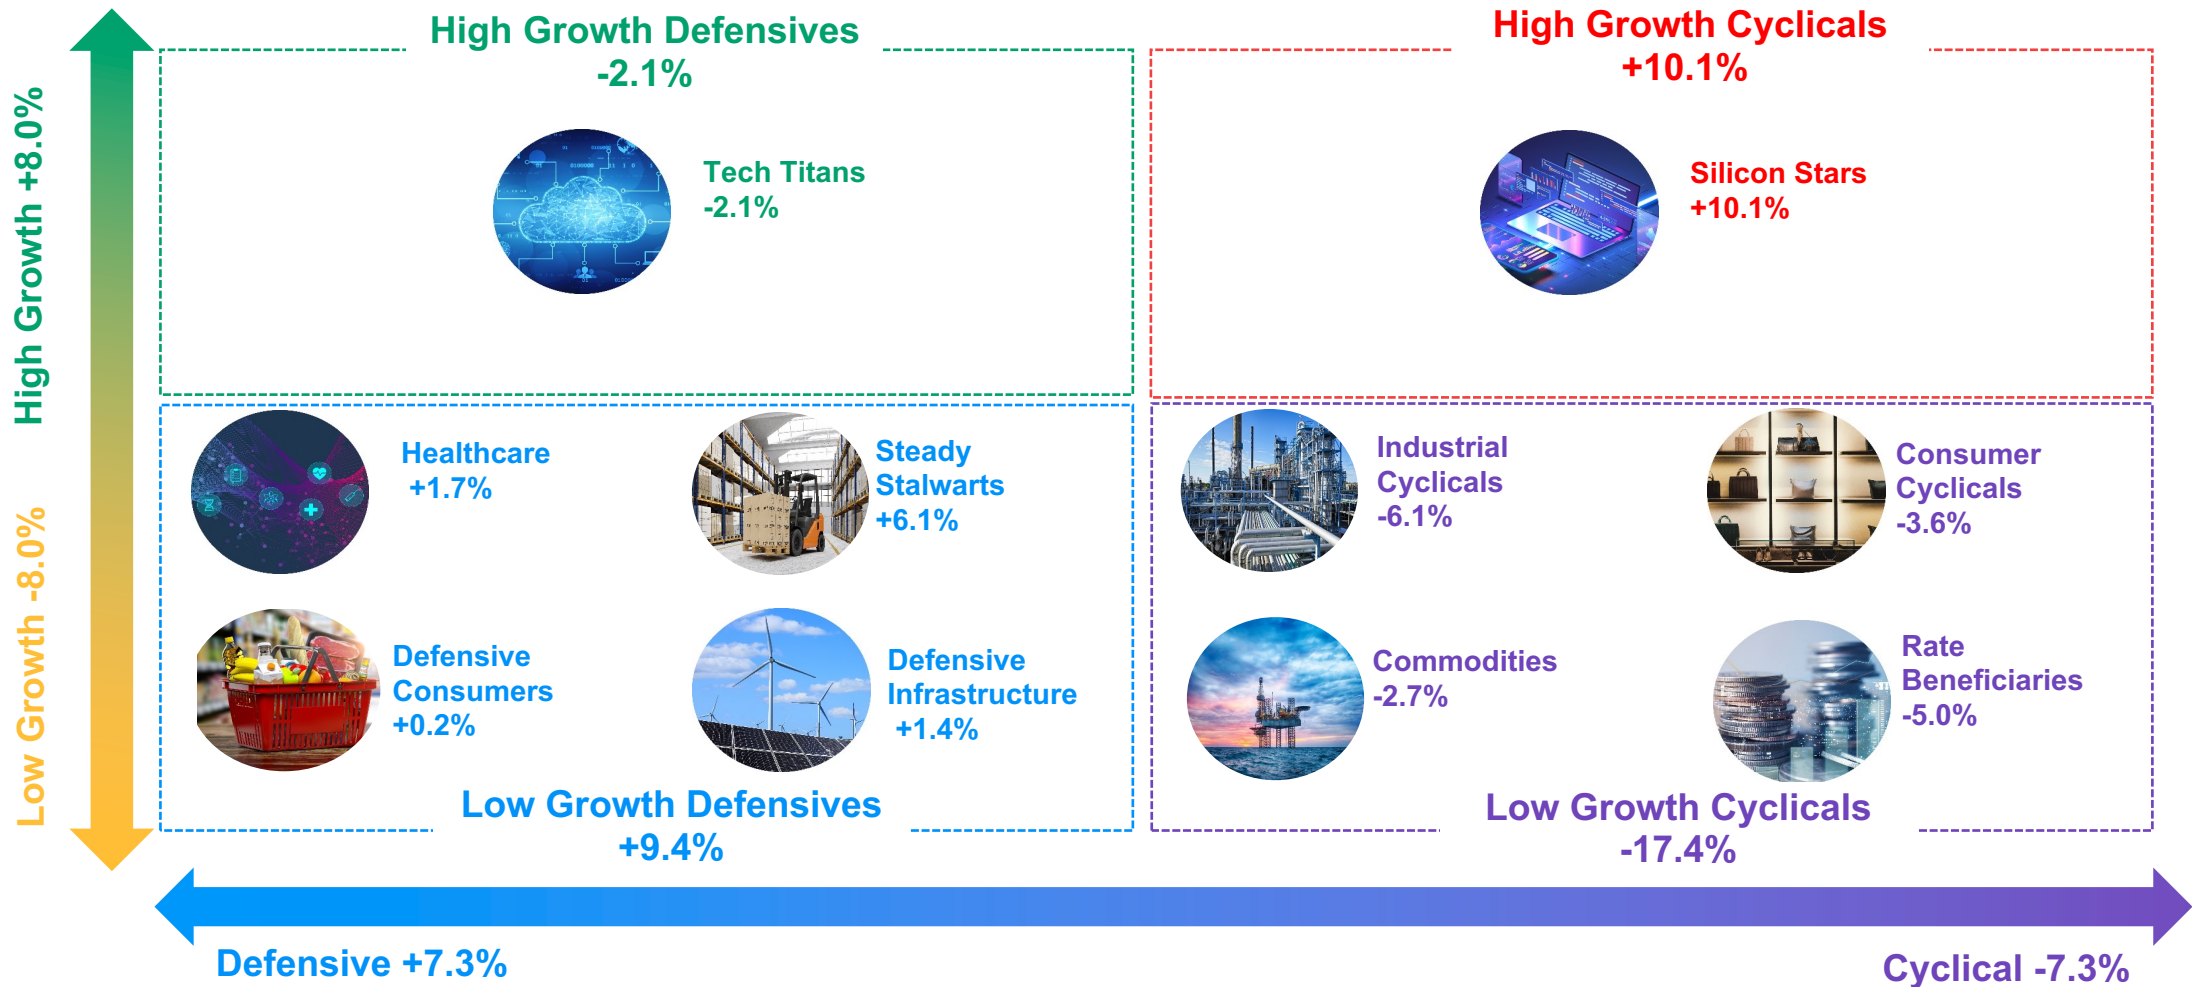 High Growth +8.0%
Low Growth -8.0%
High Growth Defensives
-2.1%
Tech Titans
-2.1%
High Growth Cyclicals
+10.1%
Silicon Stars
+10.1%
Healthcare
+1.7%
Steady
Stalwarts
+6.1%
Defensive
Consumers
+0.2%
Defensive
Infrastructure
+1.4%
Low Growth Defensives
+9.4%
Industrial
Cyclicals
-6.1%
Consumer
Cyclicals
-3.6%
Commodities
-2.7%
Rate
Beneficiaries
-5.0%
Low Growth Cyclicals
-17.4%
Defensive +7.3%
Cyclical -7.3%